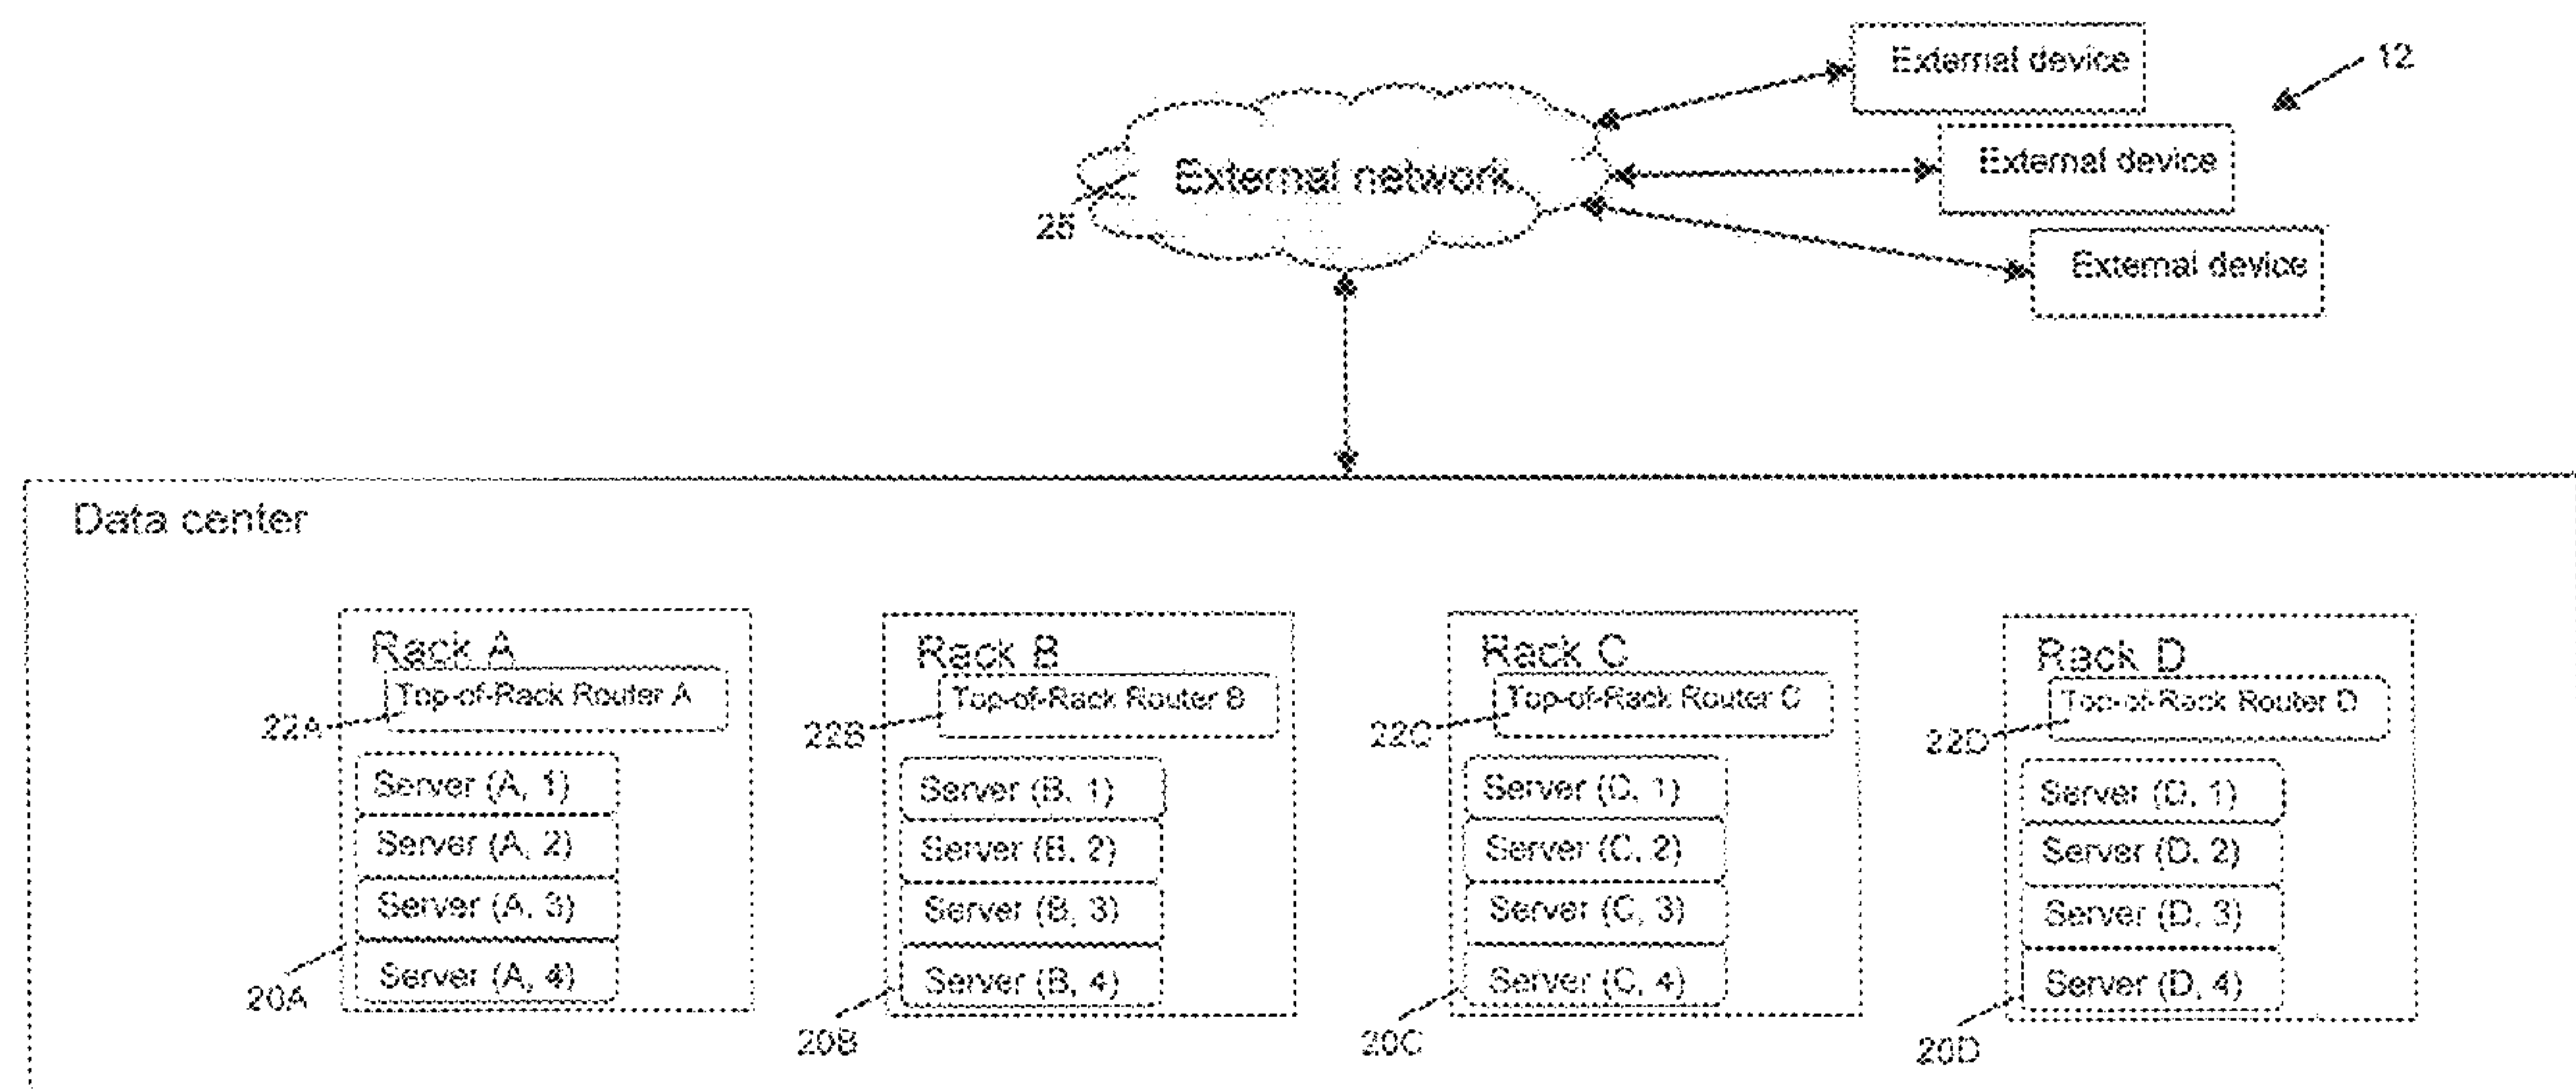 External device
12
External device
External network
25
External device
Data center
Rack A
Rack B
Rack C
Rack D
Top-of-Rack Router A
Top-of-Rack Router B
Top-of-Rack Router C
Top-of-Rack Router D
22A
22B
22C
22D
Server (A, 1)
Server (B, 1)
Server (C, 1)
Server (D, 1)
Server (A, 2)
Server (B, 2)
Server (C, 2)
Server (D, 2)
Server (A, 3)
Server (B, 3)
Server (C, 3)
Server (D, 3)
Server (A, 4)
Server (B, 4)
Server (C, 4)
Server (D, 4)
20A
20B
20C
20D